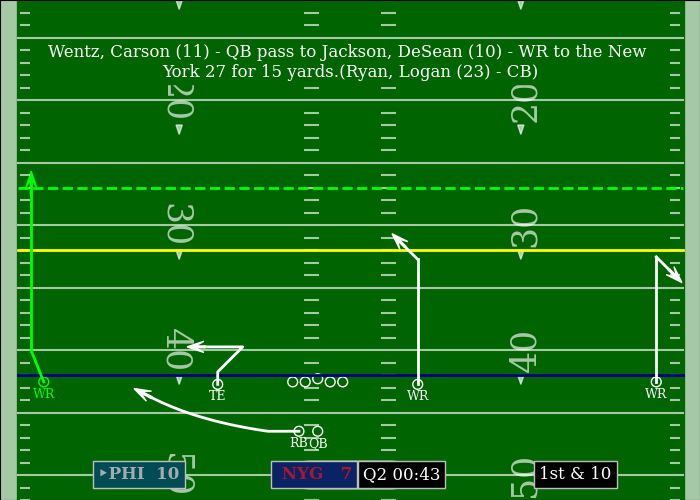 Wentz, Carson (11) - QB pass to Jackson, DeSean (10) - WR to the New
York 27 for 15 yards.(Ryan, Logan (23) - CB)
20 20
30 30
40 40
WR TE WR WR
RB QB
50 50
▸PHI 10 NYG 7 Q2 00:43 1st & 10